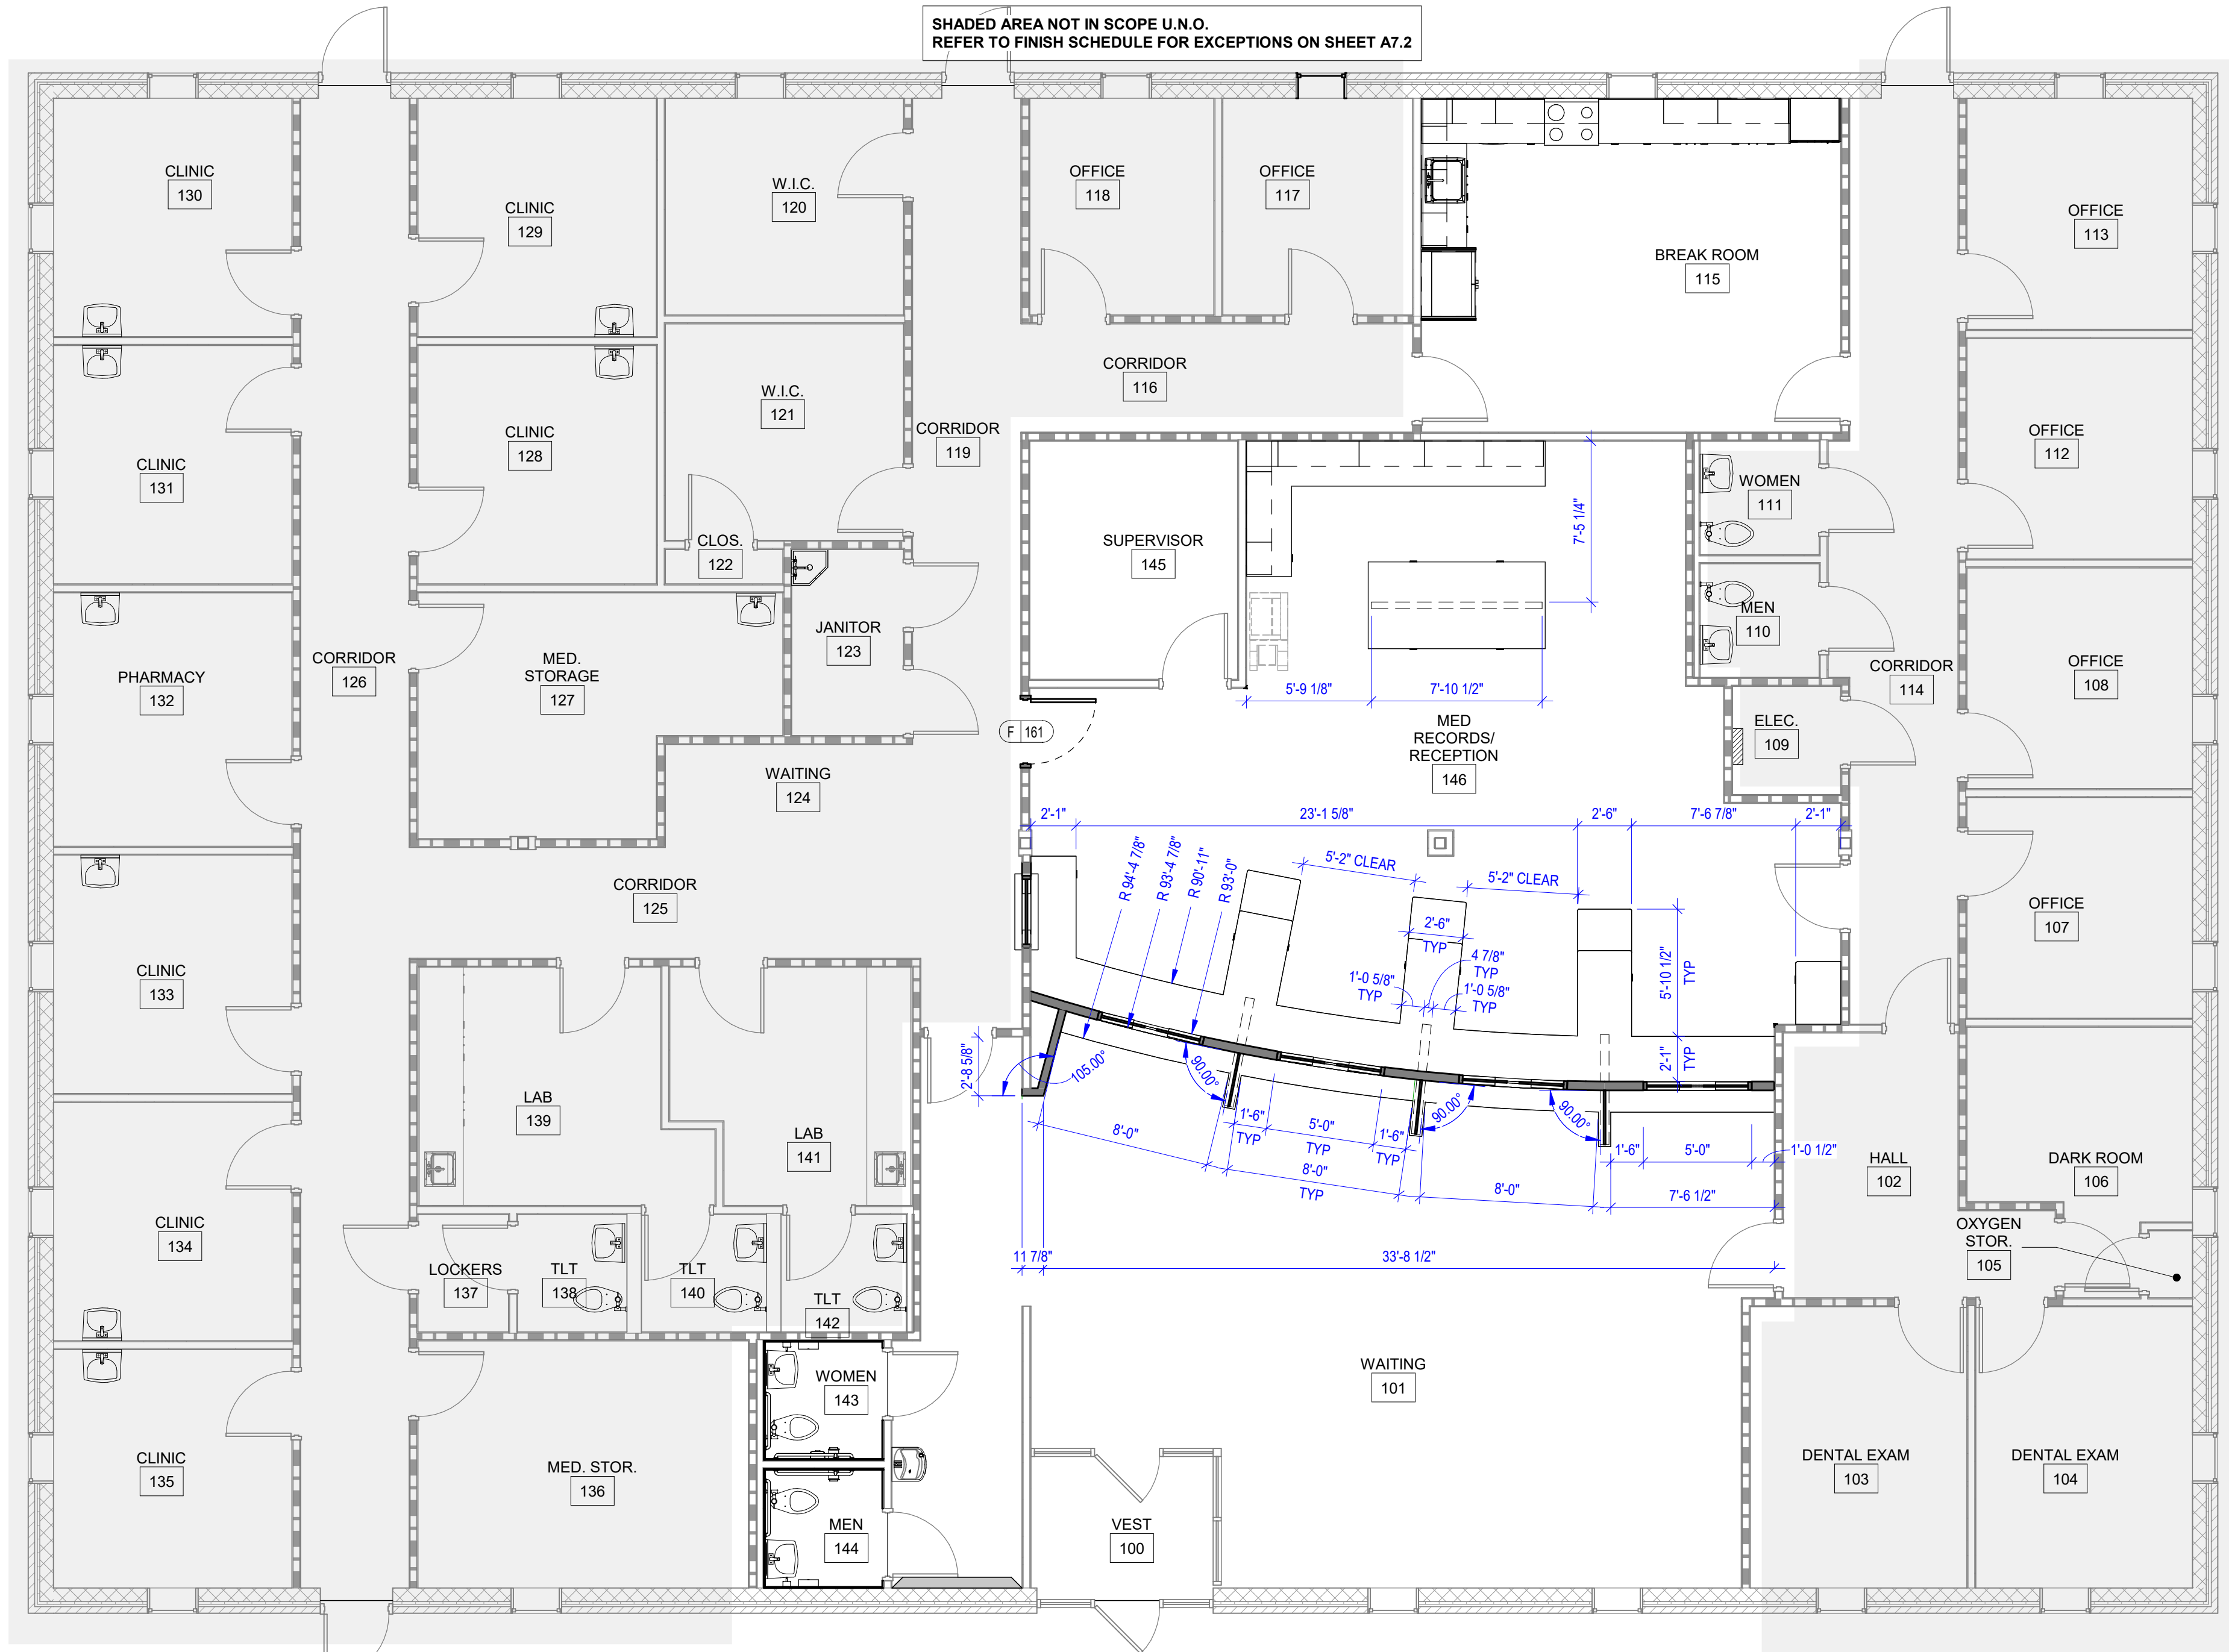 SHADED AREA NOT IN SCOPE U.N.O.
REFER TO FINISH SCHEDULE FOR EXCEPTIONS ON SHEET A7.2
CLINIC
130
CLINIC
129
W.I.C.
120
OFFICE
118
OFFICE
117
BREAK ROOM
115
OFFICE
113
CORRIDOR
116
W.I.C.
121
CORRIDOR
119
CLINIC
128
CLINIC
131
OFFICE
112
WOMEN
111
SUPERVISOR
145
7'-5 1/4"
CLOS.
122
MEN
110
JANITOR
123
CORRIDOR
126
PHARMACY
132
MED.
STORAGE
127
CORRIDOR
114
OFFICE
108
5'-9 1/8"
7'-10 1/2"
F 161
MED
RECORDS/
RECEPTION
146
ELEC.
109
WAITING
124
2'-1"
23'-1 5/8"
2'-6"
7'-6 7/8"
2'-1"
R 94'-4 7/8"
R 93'-4 7/8"
R 90'-11"
R 93'-0"
5'-2" CLEAR
5'-2" CLEAR
CORRIDOR
125
OFFICE
107
2'-6"
TYP
4 7/8"
TYP
1'-0 5/8"
TYP
1'-0 5/8"
TYP
5'-10 1/2"
TYP
CLINIC
133
2'-8 5/8"
105.00°
90.00°
90.00°
90.00°
2'-1"
TYP
LAB
139
LAB
141
8'-0"
1'-6"
TYP
5'-0"
TYP
1'-6"
TYP
8'-0"
TYP
8'-0"
1'-6"
5'-0"
1'-0 1/2"
7'-6 1/2"
HALL
102
DARK ROOM
106
CLINIC
134
OXYGEN
STOR.
105
11 7/8"
33'-8 1/2"
LOCKERS
137
TLT
138
TLT
140
TLT
142
WAITING
101
WOMEN
143
CLINIC
135
MED. STOR.
136
DENTAL EXAM
103
DENTAL EXAM
104
MEN
144
VEST
100